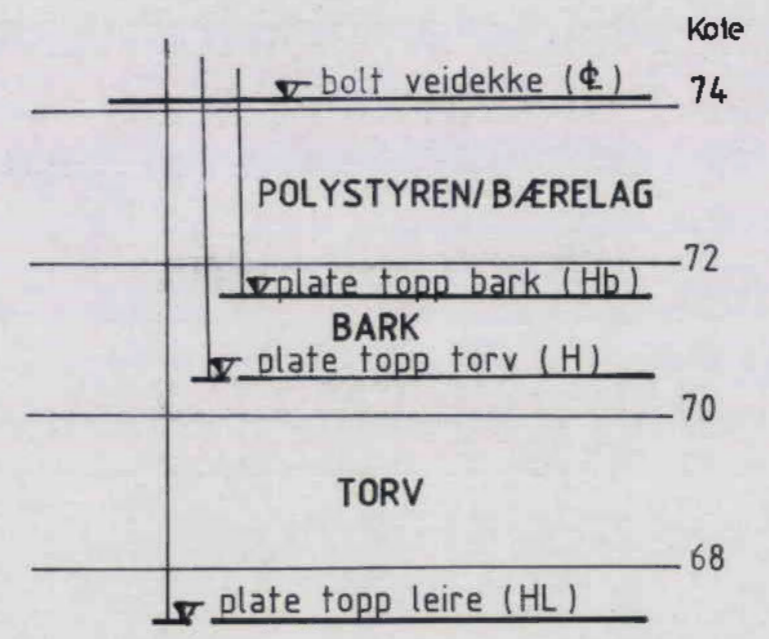 Kote
bolt veidekke (℄) 74
POLYSTYREN/BÆRELAG
72
plate topp bark (Hb)
BARK
plate topp torv (H)
70
TORV
68
plate topp leire (HL)